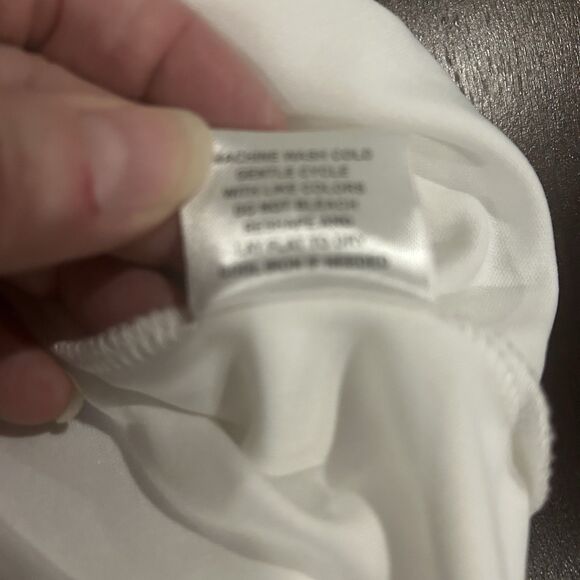 MACHINE WASH COLD
GENTLE CYCLE
WITH LIKE COLORS
DO NOT BLEACH
RESHAPE AND
LAY FLAT TO DRY
COOL IRON IF NEEDED